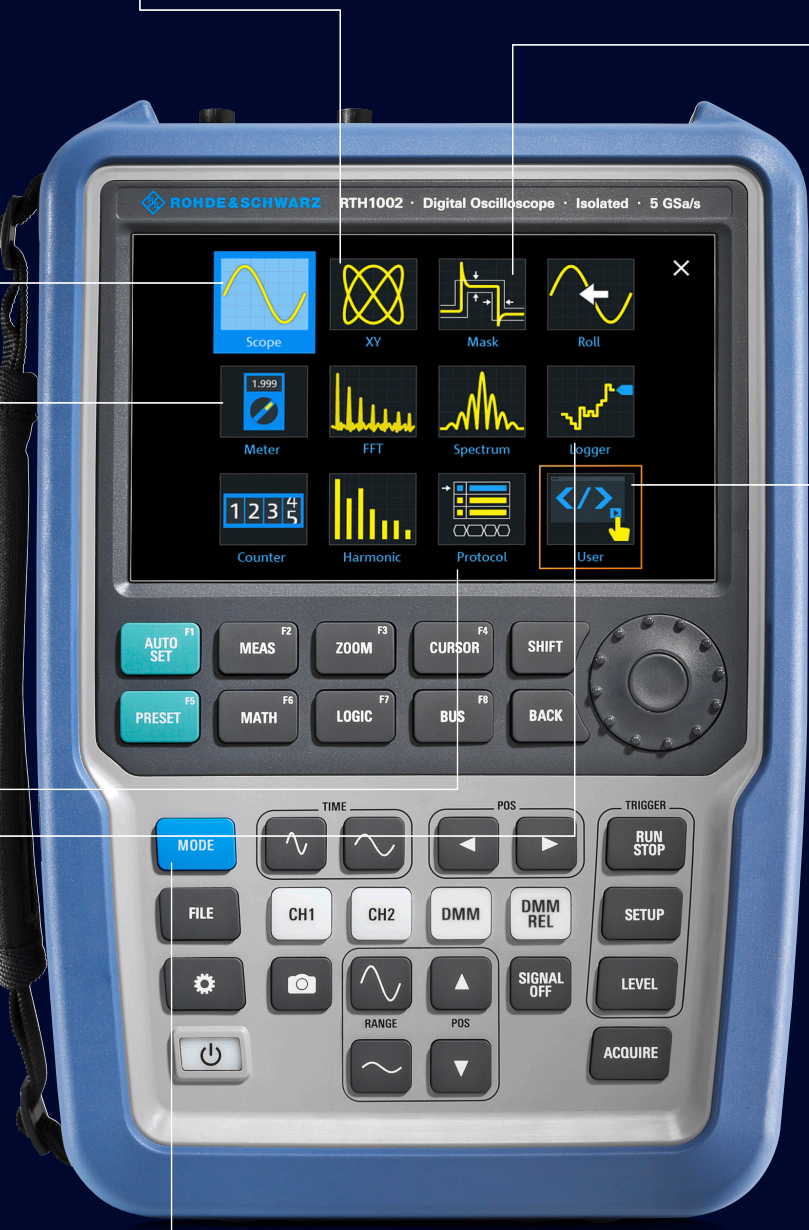 ROHDE&SCHWARZ RTH1002 · Digital Oscilloscope · Isolated · 5 GSa/s
Scope XY Mask Roll
1.999
Meter FFT Spectrum Logger
1 2 3 4 5
</>
Counter Harmonic Protocol User
F1 F2 F3 F4
AUTO SET MEAS ZOOM CURSOR SHIFT
F5 F6 F7 F8
PRESET MATH LOGIC BUS BACK
TIME POS TRIGGER
MODE RUN STOP
FILE CH1 CH2 DMM DMM REL SETUP
SIGNAL OFF LEVEL
RANGE POS
ACQUIRE